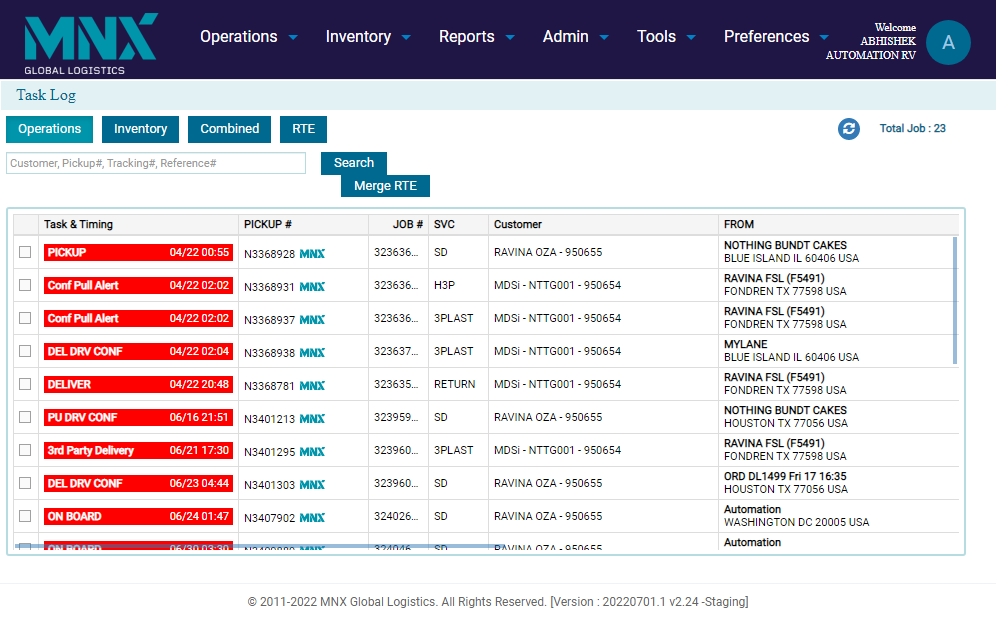 MNX
GLOBAL LOGISTICS
Operations Inventory Reports Admin Tools Preferences
Welcome
ABHISHEK
AUTOMATION RV
A
Task Log
Operations Inventory Combined RTE
Total Job : 23
Customer, Pickup#, Tracking#, Reference#
Search
Merge RTE
Task & Timing PICKUP # JOB # SVC Customer FROM
PICKUP 04/22 00:55 N3368928 MNX 323636... SD RAVINA OZA - 950655 NOTHING BUNDT CAKES
BLUE ISLAND IL 60406 USA
Conf Pull Alert 04/22 02:02 N3368931 MNX 323636... H3P MDSi - NTTG001 - 950654 RAVINA FSL (F5491)
FONDREN TX 77598 USA
Conf Pull Alert 04/22 02:02 N3368937 MNX 323636... 3PLAST MDSi - NTTG001 - 950654 RAVINA FSL (F5491)
FONDREN TX 77598 USA
DEL DRV CONF 04/22 02:04 N3368938 MNX 323637... 3PLAST MDSi - NTTG001 - 950654 MYLANE
BLUE ISLAND IL 60406 USA
DELIVER 04/22 20:48 N3368781 MNX 323635... RETURN MDSi - NTTG001 - 950654 RAVINA FSL (F5491)
FONDREN TX 77598 USA
PU DRV CONF 06/16 21:51 N3401213 MNX 323959... SD RAVINA OZA - 950655 NOTHING BUNDT CAKES
HOUSTON TX 77056 USA
3rd Party Delivery 06/21 17:30 N3401295 MNX 323960... 3PLAST MDSi - NTTG001 - 950654 RAVINA FSL (F5491)
FONDREN TX 77598 USA
DEL DRV CONF 06/23 04:44 N3401303 MNX 323960... SD RAVINA OZA - 950655 ORD DL1499 Fri 17 16:35
HOUSTON TX 77056 USA
ON BOARD 06/24 01:47 N3407902 MNX 324026... SD RAVINA OZA - 950655 Automation
WASHINGTON DC 20005 USA
ON BOARD 06/30 03:30 MNX 324046... SD RAVINA OZA - 950655 Automation
© 2011-2022 MNX Global Logistics. All Rights Reserved. [Version : 20220701.1 v2.24 -Staging]